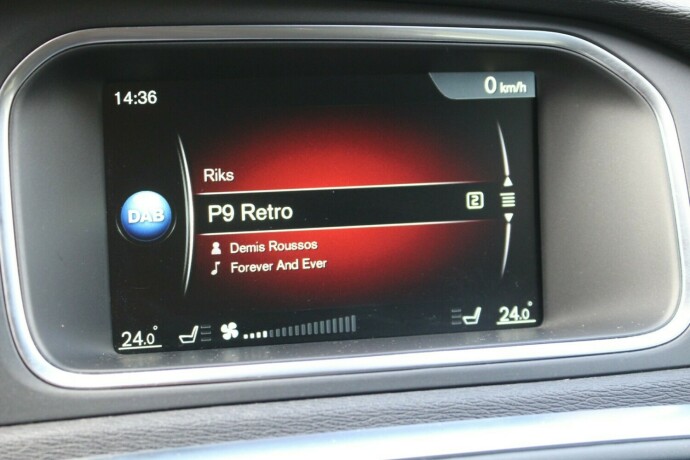 14:36
0 km/h
Riks
DAB
P9 Retro
2
Demis Roussos
Forever And Ever
24.0°
24.0°